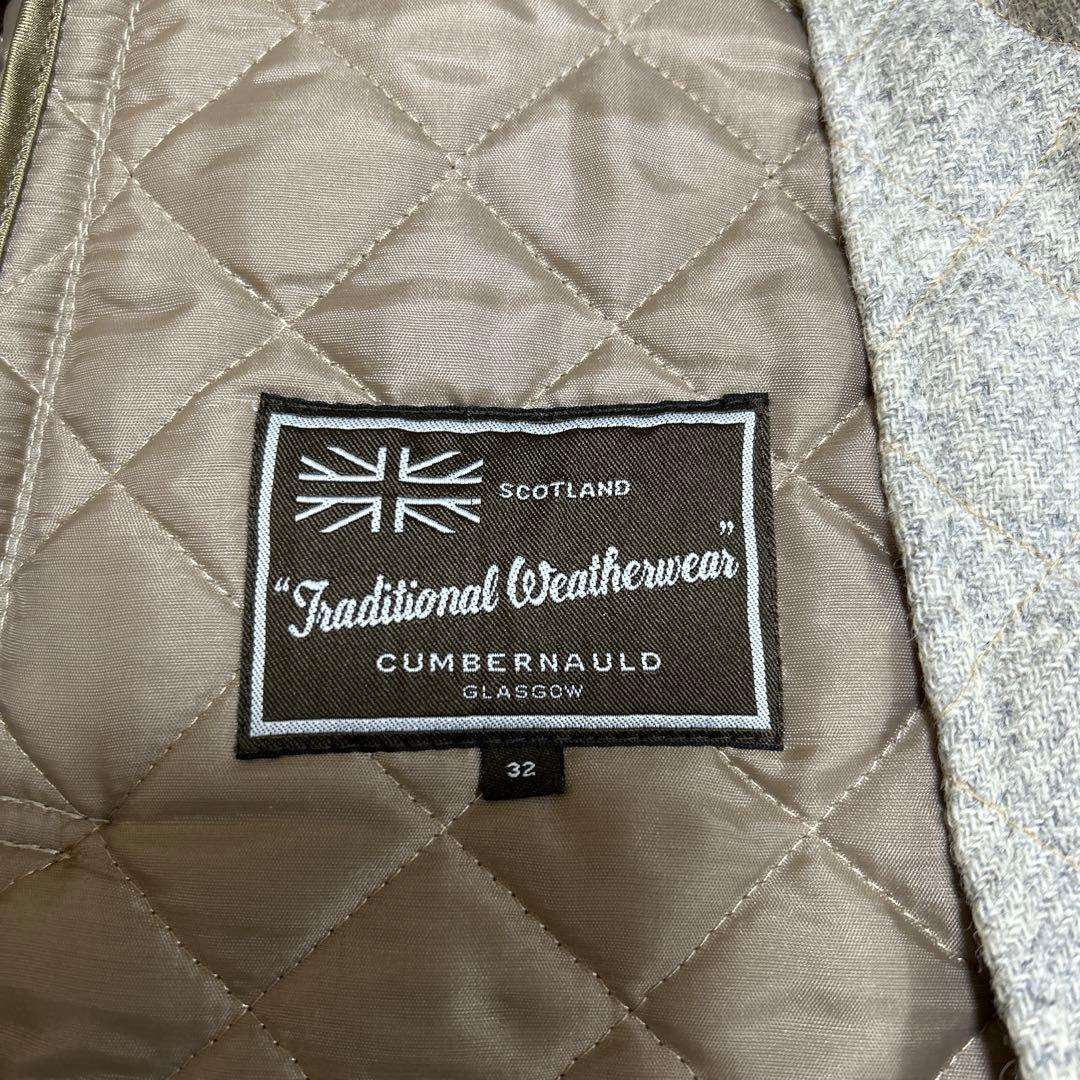 SCOTLAND
"Traditional Weatherwear"
CUMBERNAULD
GLASGOW
32